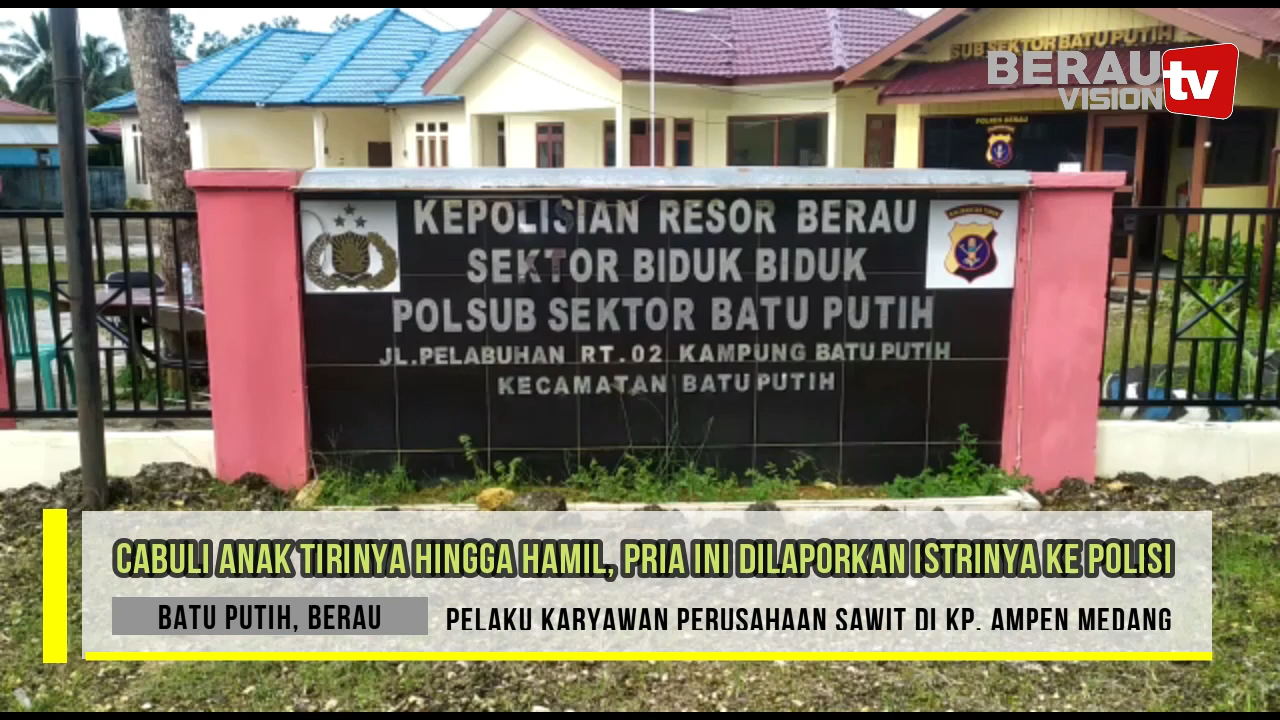 SUB SEKTOR BATU PUTIH
BERAU
VISION
tv
POLRES BERAU
KEPOLISIAN RESOR BERAU
SEKTOR BIDUK BIDUK
POLSUB SEKTOR BATU PUTIH
JL.PELABUHAN RT.02 KAMPUNG BATU PUTIH
KECAMATAN BATU PUTIH
KALIMANTAN TIMUR
CABULI ANAK TIRINYA HINGGA HAMIL, PRIA INI DILAPORKAN ISTRINYA KE POLISI
BATU PUTIH, BERAU
PELAKU KARYAWAN PERUSAHAAN SAWIT DI KP. AMPEN MEDANG